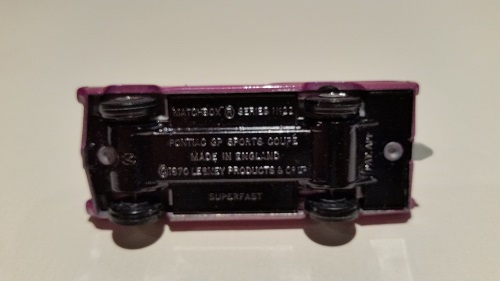 MATCHBOX ® SERIES No 22
PONTIAC GP SPORTS COUPE
MADE IN ENGLAND
© 1970 LESNEY PRODUCTS & Co LTD
SUPERFAST